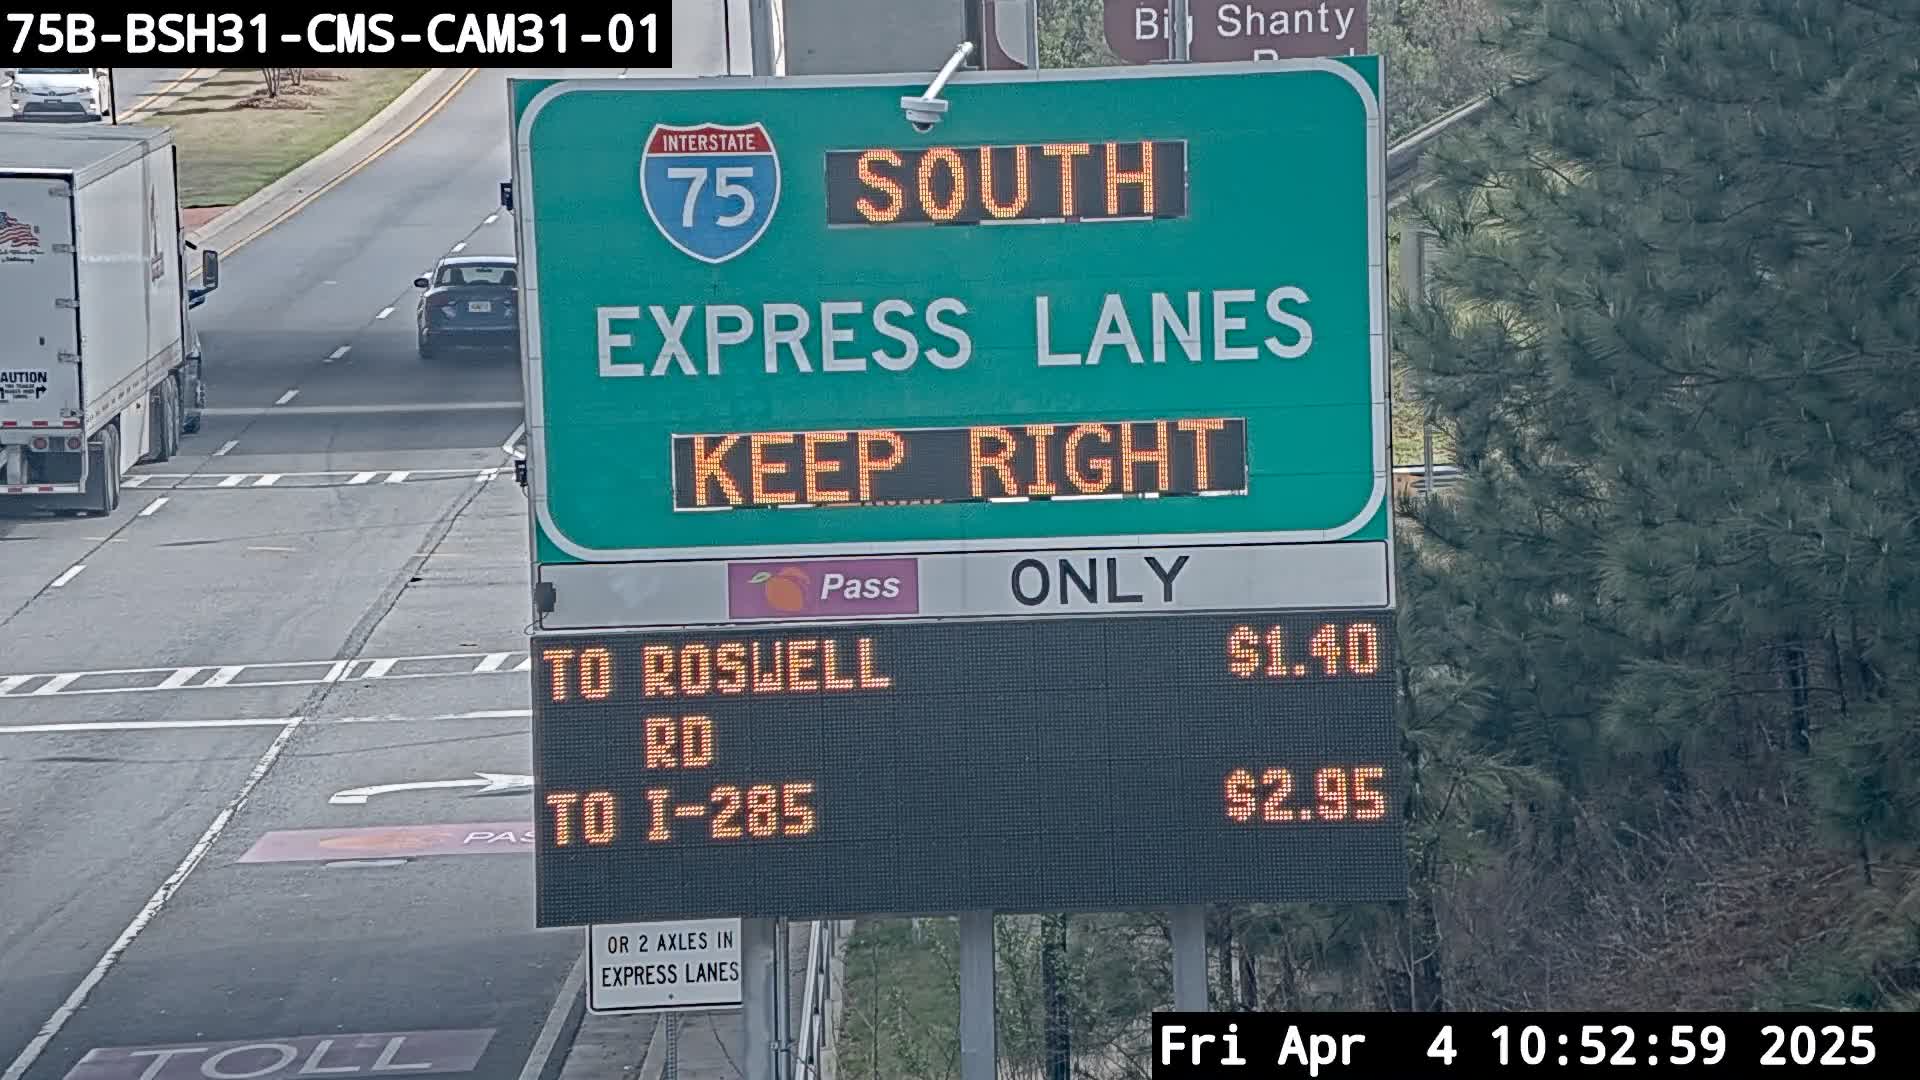 75B-BSH31-CMS-CAM31-01
Big Shanty
INTERSTATE
75
SOUTH
EXPRESS LANES
KEEP RIGHT
Pass ONLY
TO ROSWELL $1.40
RD
TO I-285 $2.95
OR 2 AXLES IN
EXPRESS LANES
CAUTION
PAS
TOLL
Fri Apr 4 10:52:59 2025